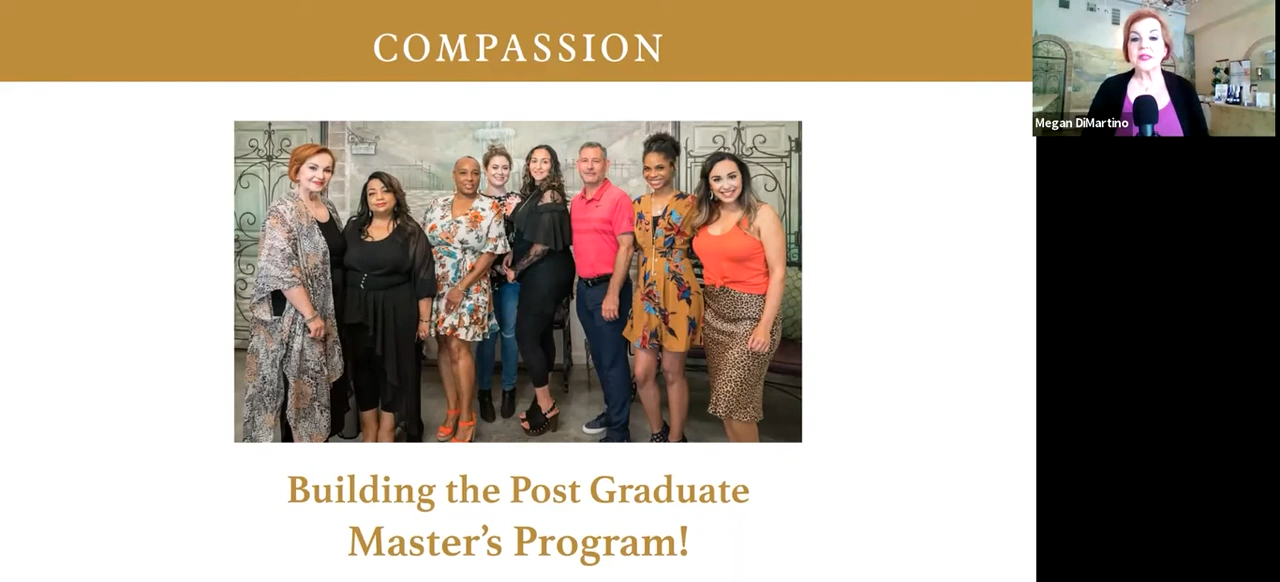 COMPASSION
Megan DiMartino
Building the Post Graduate
Master’s Program!